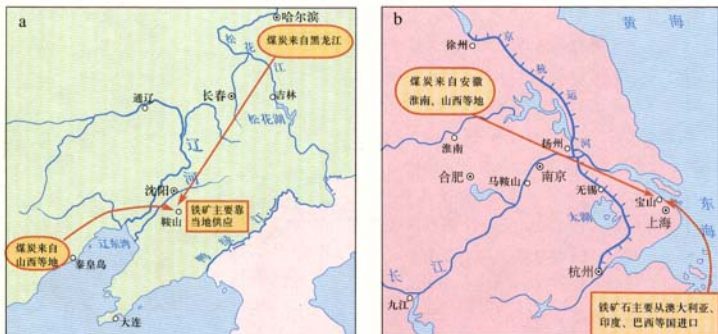 a
哈尔滨
松花江
煤炭来自黑龙江
长春
吉林
松花湖
通辽
辽河
沈阳
鞍山
铁矿主要靠
当地供应
煤炭来自
山西等地
辽东湾
秦皇岛
鸭绿江
大连
b
黄海
徐州
京杭运河
煤炭来自安徽
淮南、山西等地
淮南
扬州
合肥
南京
马鞍山
无锡
太湖
宝山
上海
东海
杭州
长江
九江
铁矿石主要从澳大利亚、
印度、巴西等国进口